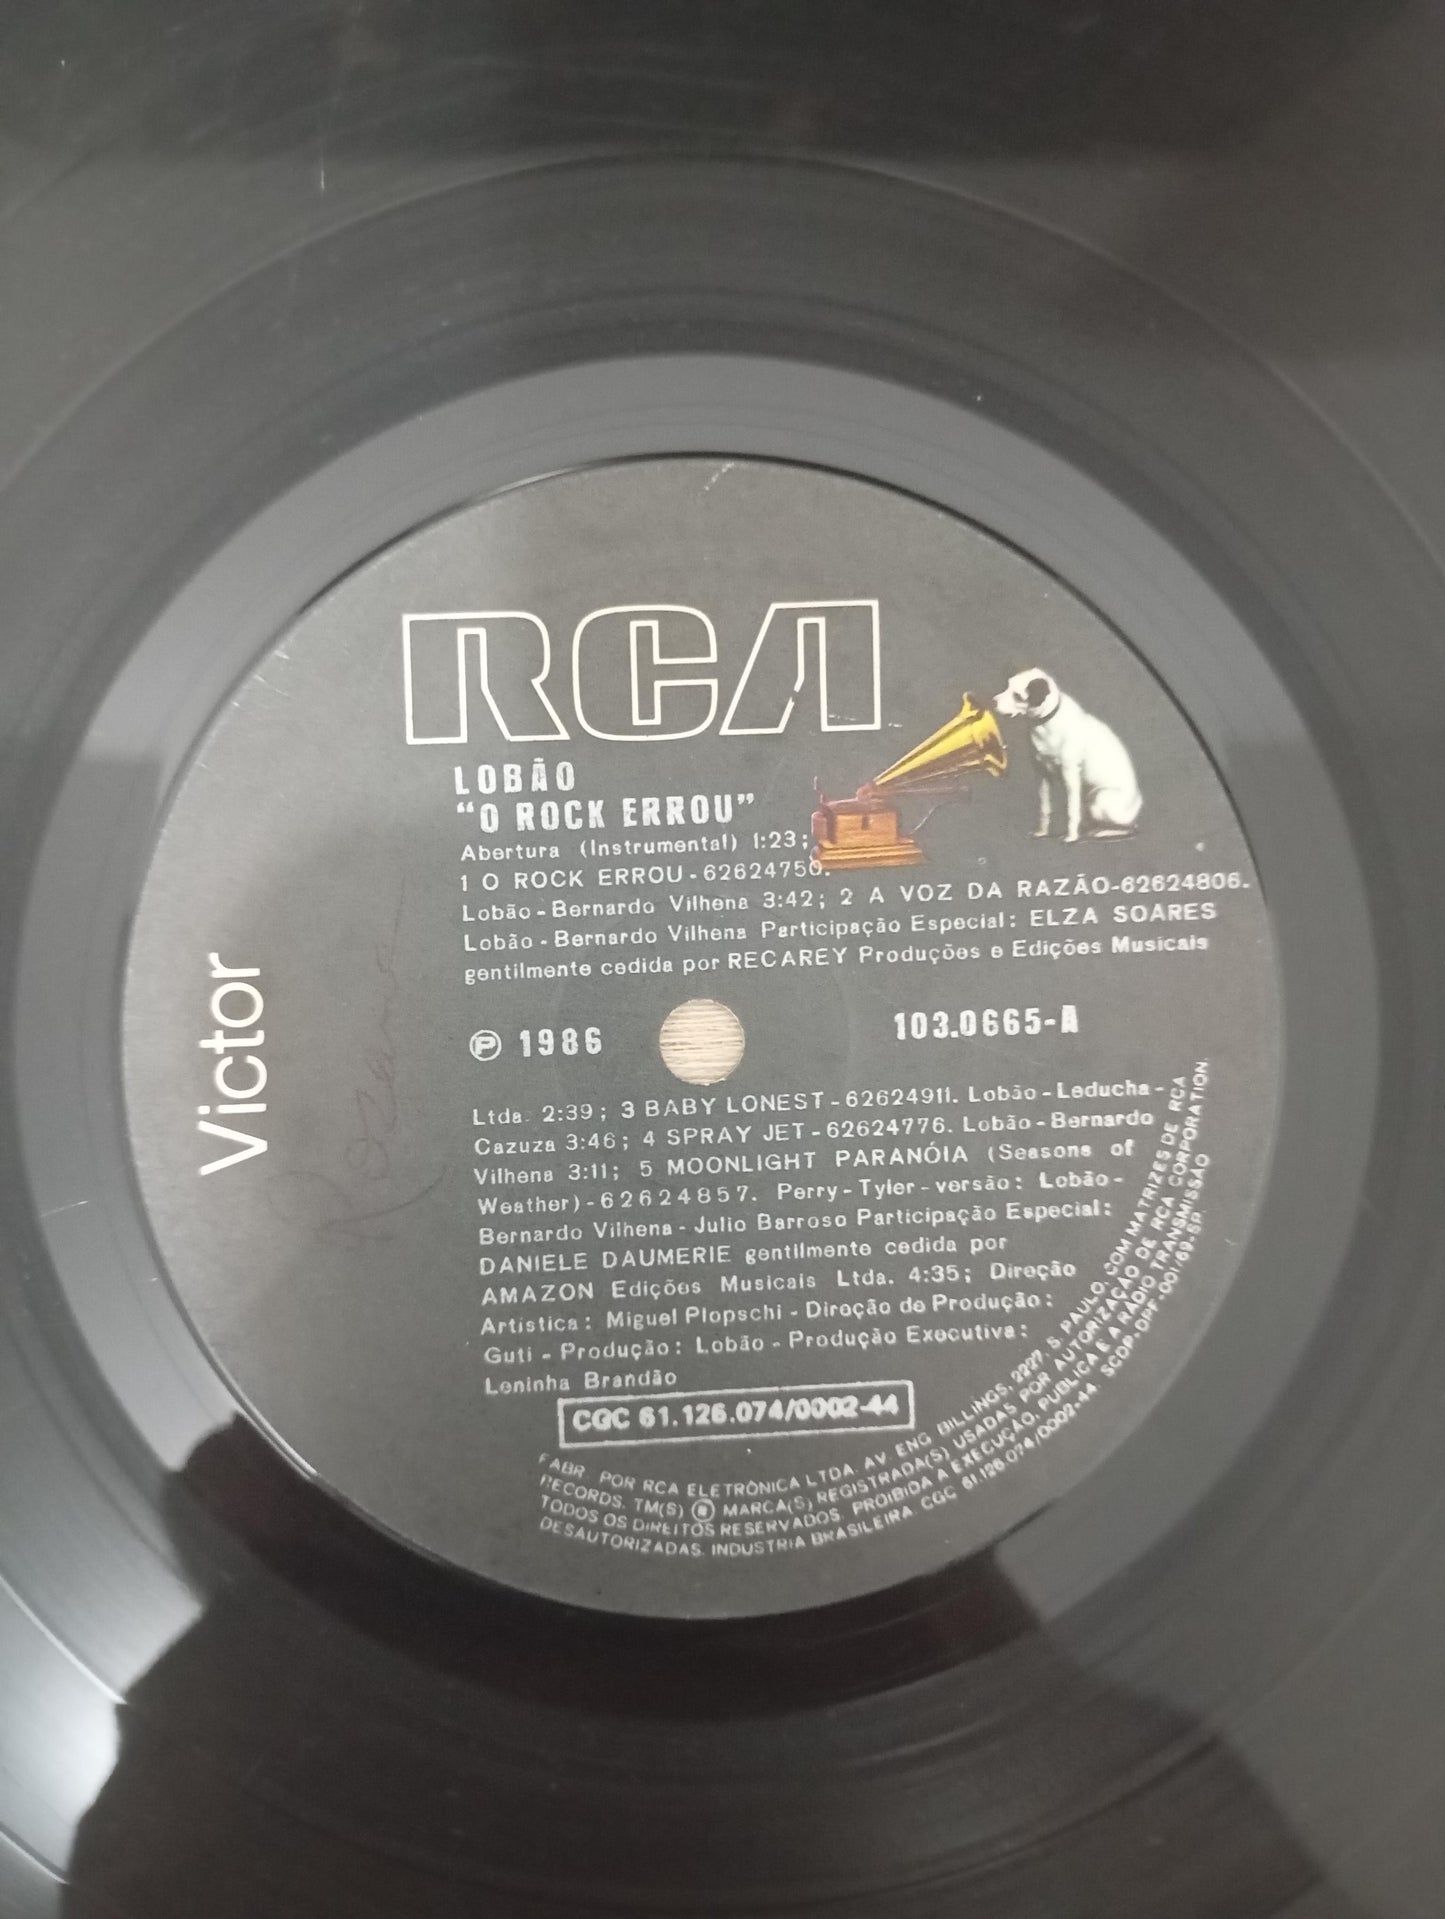 RCA
Victor
LOBÃO
“O ROCK ERROU”
Abertura (Instrumental) 1:23;
1 O ROCK ERROU - 62624750.
Lobão - Bernardo Vilhena 3:42; 2 A VOZ DA RAZÃO-62624806.
Lobão - Bernardo Vilhena Participação Especial: ELZA SOARES
gentilmente cedida por RECAREY Produções e Edições Musicais
Ⓟ 1986
103.0665-A
Ltda. 2:39; 3 BABY LONEST - 62624911. Lobão - Leducha -
Cazuza 3:46; 4 SPRAY JET - 62624776. Lobão - Bernardo
Vilhena 3:11; 5 MOONLIGHT PARANÓIA (Seasons of
Weather) - 62624857. Perry - Tyler - versão: Lobão -
Bernardo Vilhena - Julio Barroso Participação Especial:
DANIELE DAUMERIE gentilmente cedida por
AMAZON Edições Musicais Ltda. 4:35; Direção
Artística: Miguel Plopschi - Direção de Produção:
Guti - Produção: Lobão - Produção Executiva:
Leninha Brandão
CGC 61.126.074/0002-44
FABR. POR RCA ELETRÔNICA LTDA. AV. ENG. BILLINGS, 2227, S. PAULO, COM MATRIZES DE RCA
RECORDS. TM(S) ® MARCA(S) REGISTRADA(S) USADAS POR AUTORIZAÇÃO DE RCA CORPORATION.
TODOS OS DIREITOS RESERVADOS. PROIBIDA A EXECUÇÃO, PUBLICA E A RÁDIO TRANSMISSÃO
DESAUTORIZADAS. INDUSTRIA BRASILEIRA. CGC 61.126.074/0002-44. SCDP-DPF-001/69-SP.